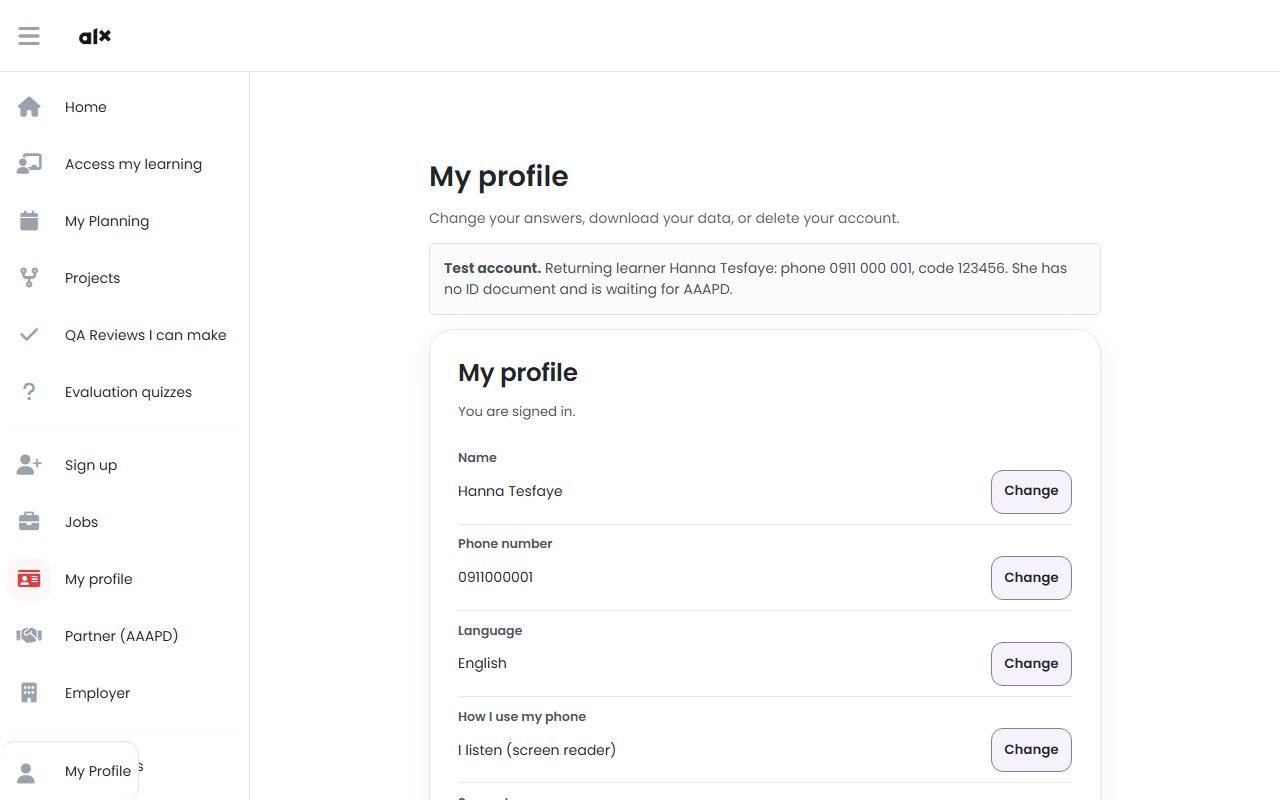 alx
Home
Access my learning
My Planning
Projects
QA Reviews I can make
Evaluation quizzes
Sign up
Jobs
My profile
Partner (AAAPD)
Employer
My Profile
My profile
Change your answers, download your data, or delete your account.
Test account. Returning learner Hanna Tesfaye: phone 0911 000 001, code 123456. She has
no ID document and is waiting for AAAPD.
My profile
You are signed in.
Name
Hanna Tesfaye
Change
Phone number
0911000001
Change
Language
English
Change
How I use my phone
I listen (screen reader)
Change